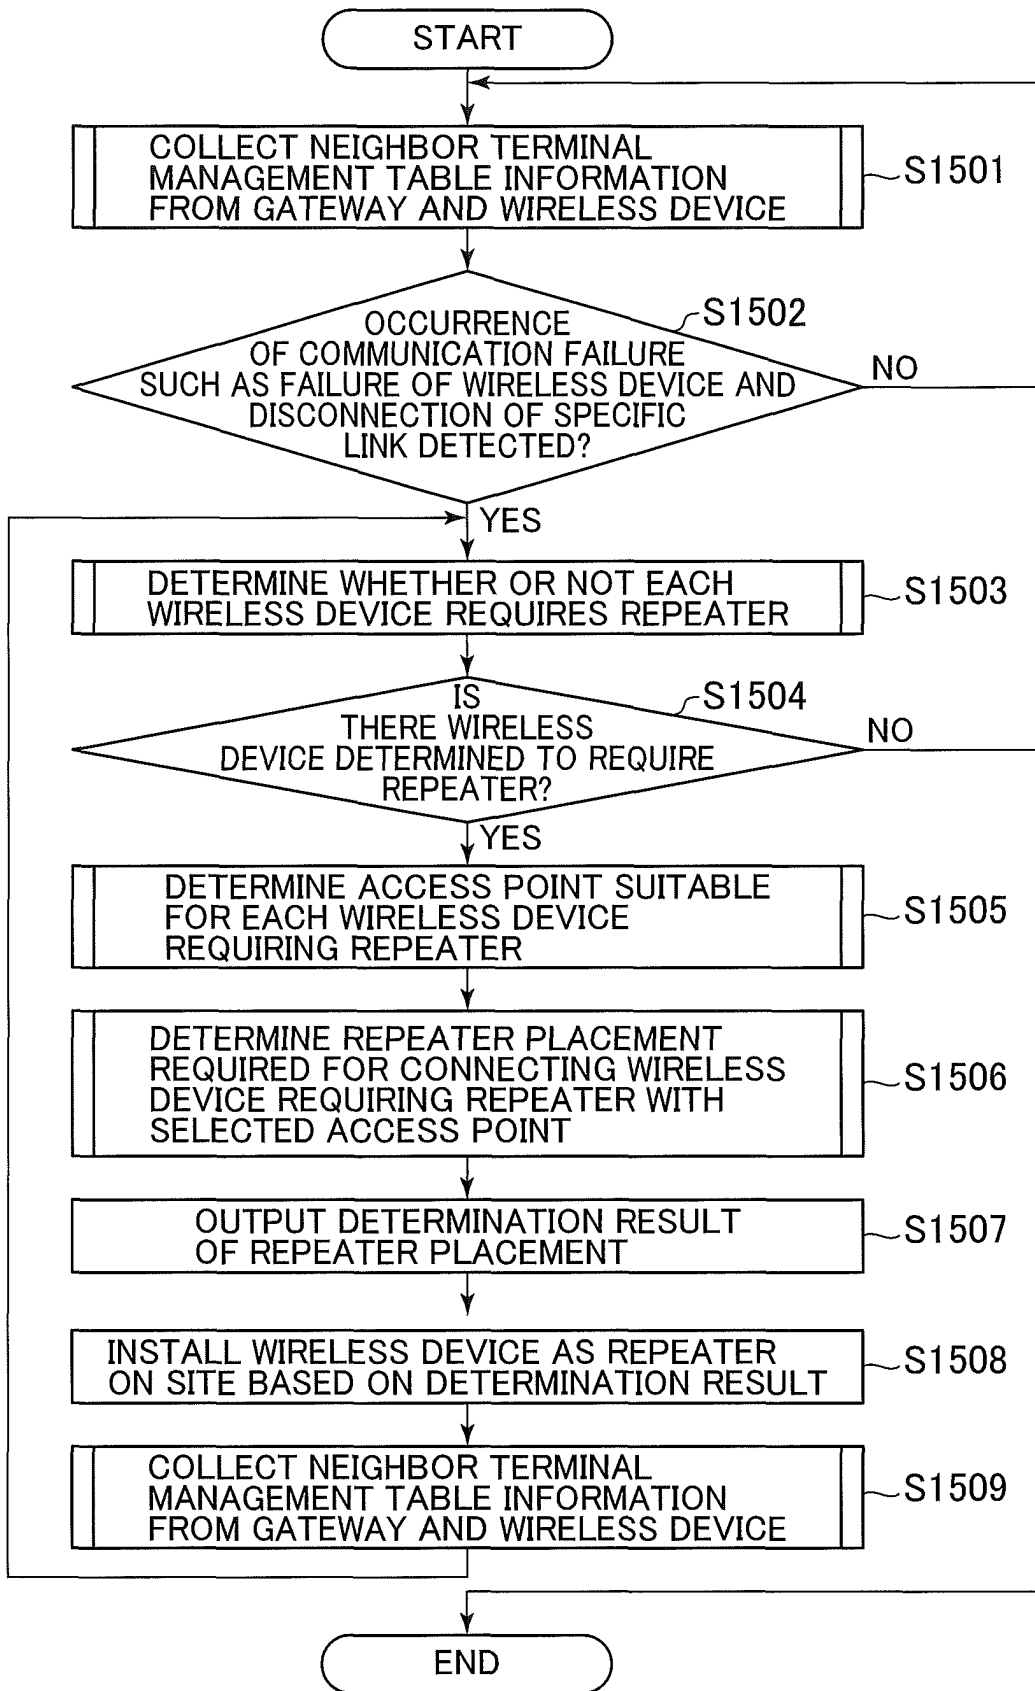 START
COLLECT NEIGHBOR TERMINAL
MANAGEMENT TABLE INFORMATION
FROM GATEWAY AND WIRELESS DEVICE
S1501
S1502
OCCURRENCE
OF COMMUNICATION FAILURE
SUCH AS FAILURE OF WIRELESS DEVICE AND
DISCONNECTION OF SPECIFIC
LINK DETECTED?
NO
YES
DETERMINE WHETHER OR NOT EACH
WIRELESS DEVICE REQUIRES REPEATER
S1503
S1504
IS
THERE WIRELESS
DEVICE DETERMINED TO REQUIRE
REPEATER?
NO
YES
DETERMINE ACCESS POINT SUITABLE
FOR EACH WIRELESS DEVICE
REQUIRING REPEATER
S1505
DETERMINE REPEATER PLACEMENT
REQUIRED FOR CONNECTING WIRELESS
DEVICE REQUIRING REPEATER WITH
SELECTED ACCESS POINT
S1506
OUTPUT DETERMINATION RESULT
OF REPEATER PLACEMENT
S1507
INSTALL WIRELESS DEVICE AS REPEATER
ON SITE BASED ON DETERMINATION RESULT
S1508
COLLECT NEIGHBOR TERMINAL
MANAGEMENT TABLE INFORMATION
FROM GATEWAY AND WIRELESS DEVICE
S1509
END